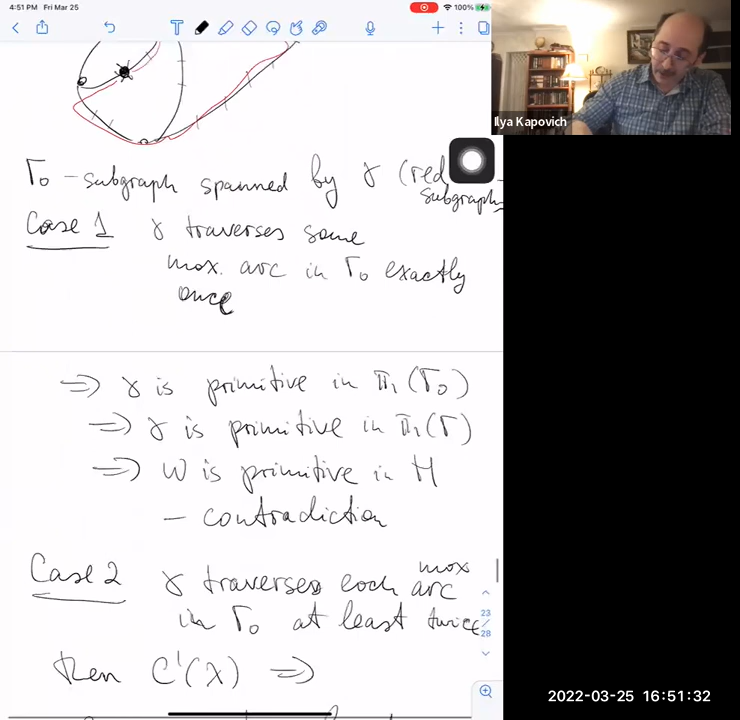 4:51 PM Fri Mar 25
100%
Ilya Kapovich
Γ₀ - subgraph spanned by γ (red
subgraph
Case 1 γ traverses some
max. arc in Γ₀ exactly
once
⇒ γ is primitive in π₁(Γ₀)
⇒ γ is primitive in π₁(Γ)
⇒ w is primitive in H
- contradiction
Case 2 γ traverses each max arc
in Γ₀ at least twice
23
/
28
then C'(λ) ⇒
2022-03-25 16:51:32